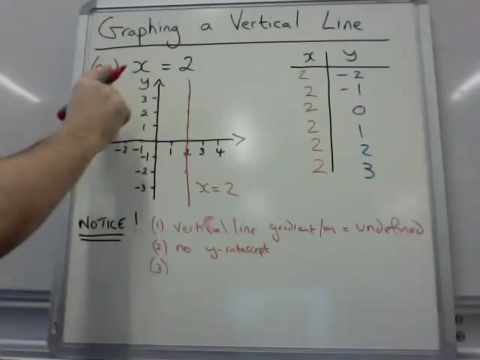 Graphing a Vertical Line
x = 2
x y
2 -2
2 -1
2 0
2 1
2 2
2 3
y
3
2
1
-2 -1 1 2 3 4
-1
-2
-3
x = 2
NOTICE!
(1) vertical line gradient/m = undefined
(2) no y-intercept
(3)